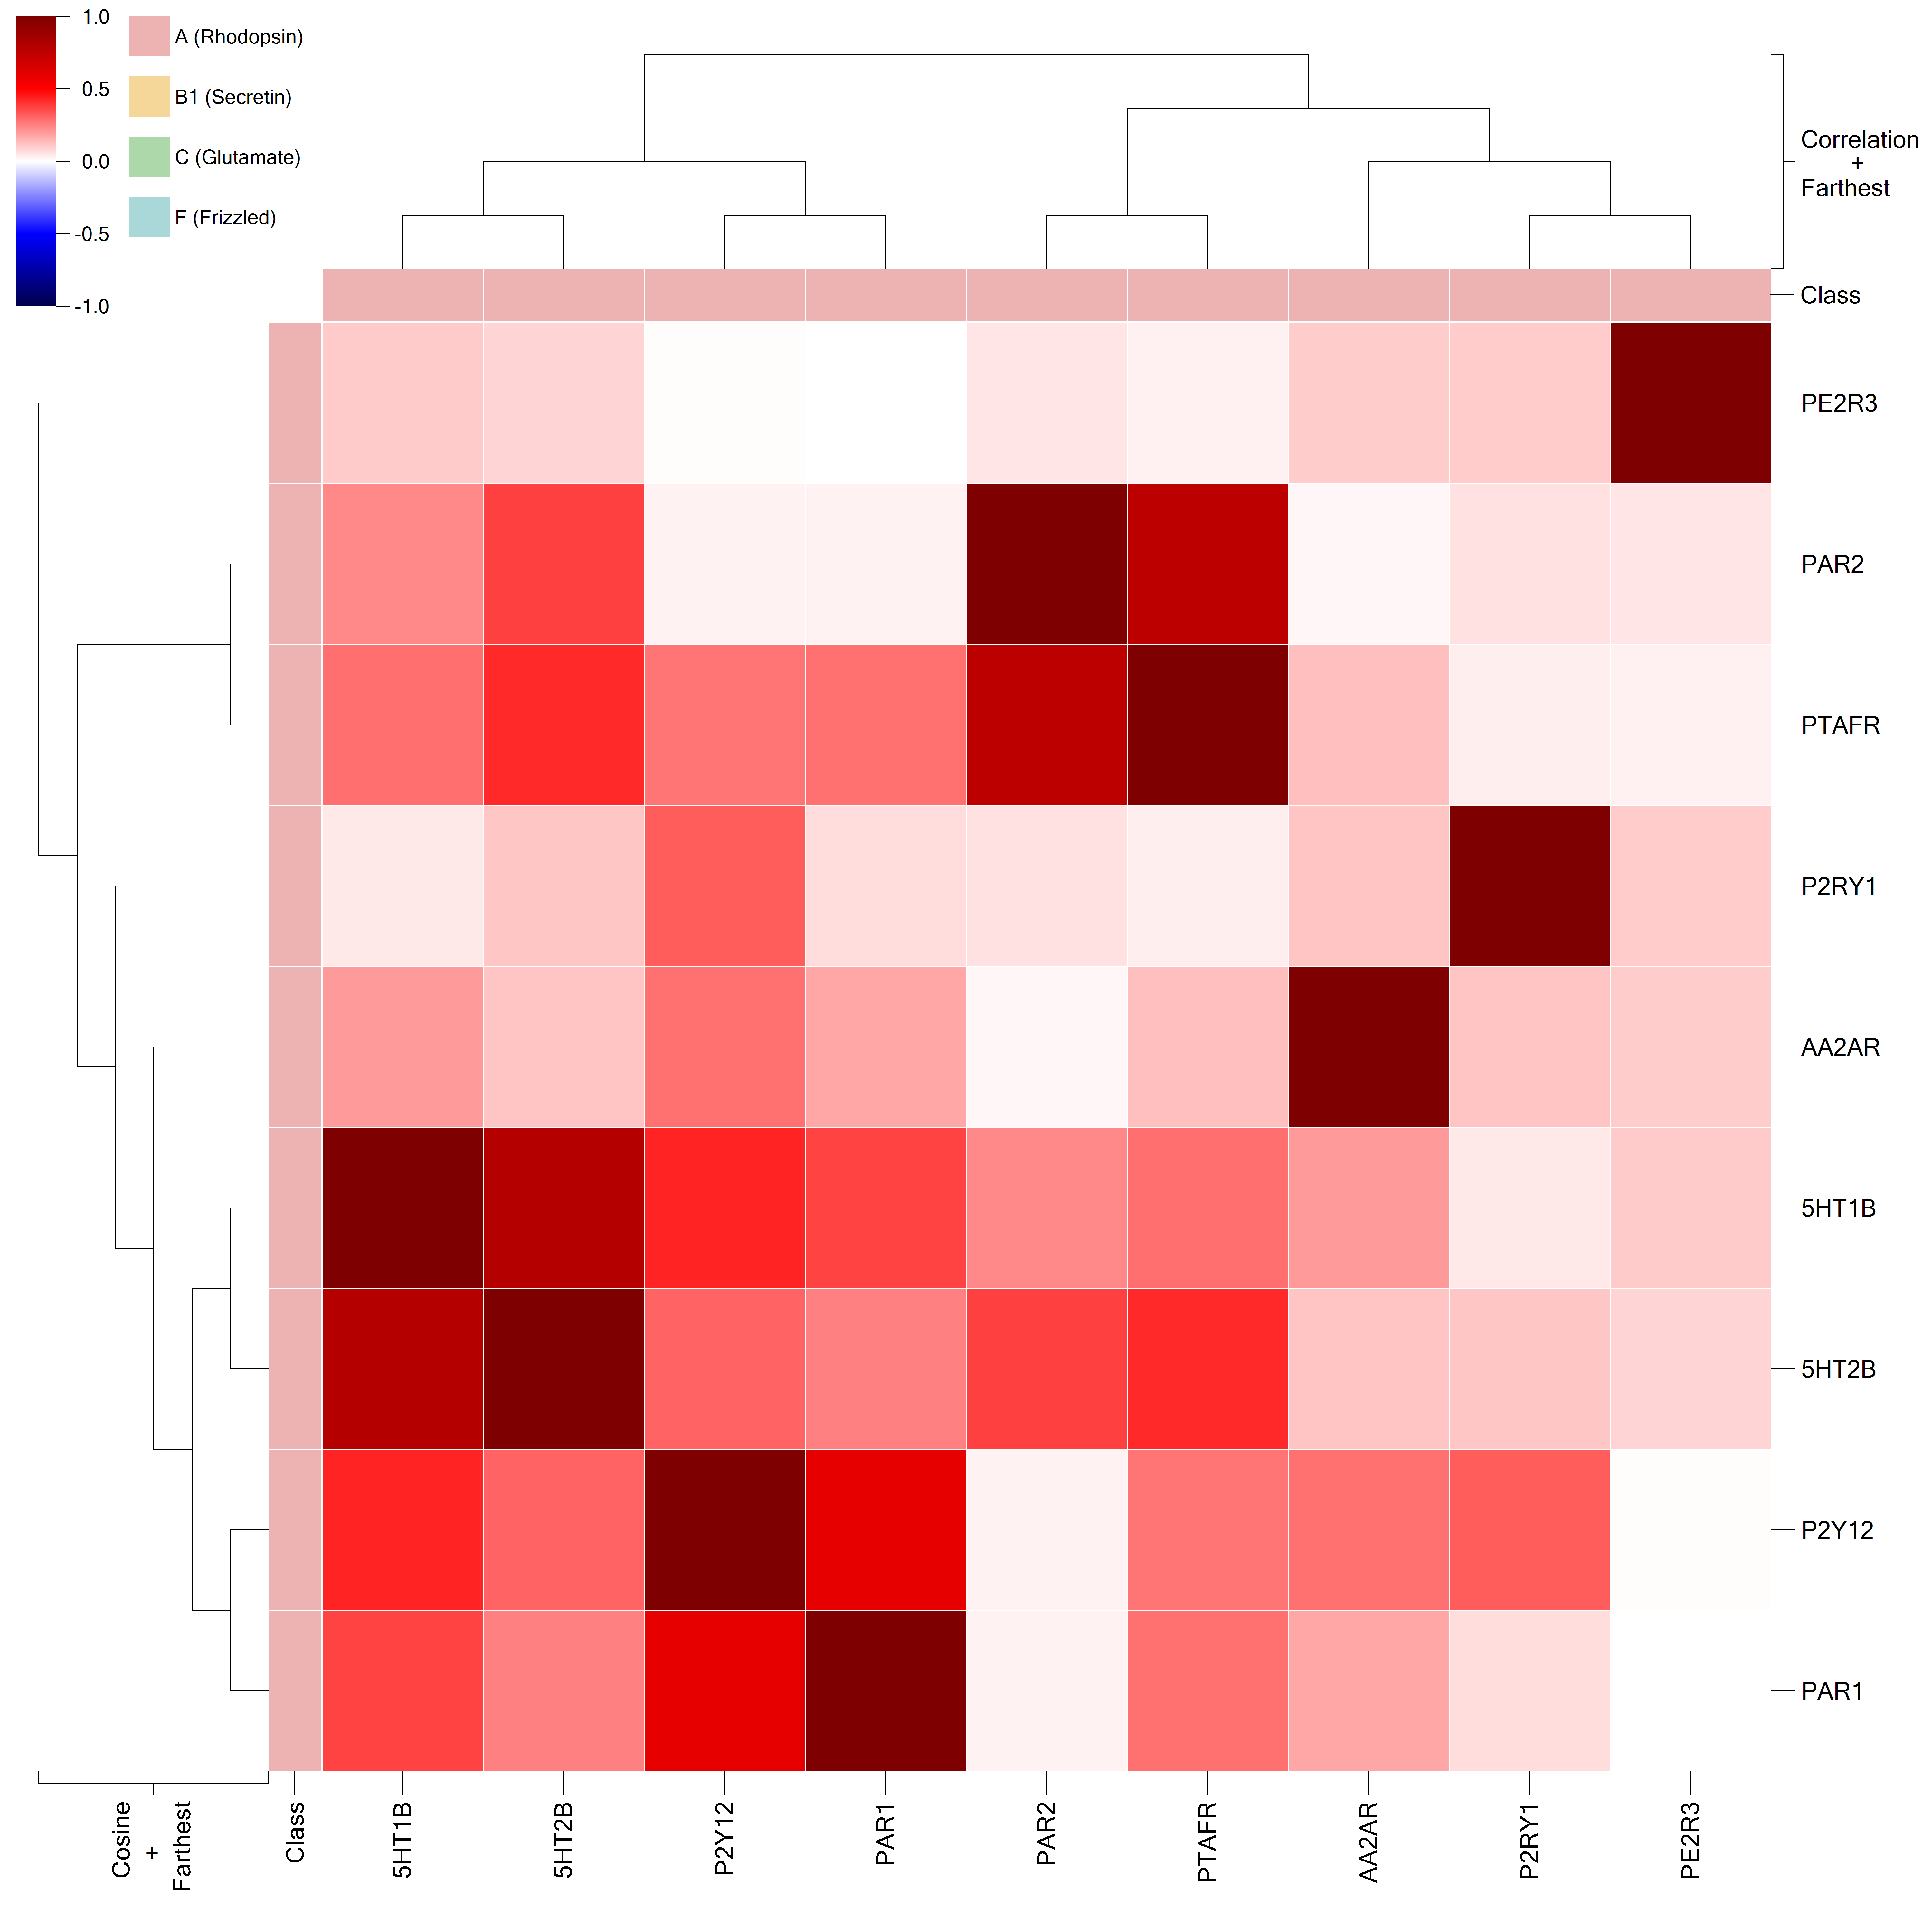 1.0
0.5
0.0
-0.5
-1.0
A (Rhodopsin)
B1 (Secretin)
C (Glutamate)
F (Frizzled)
Correlation
+
Farthest
Class
PE2R3
PAR2
PTAFR
P2RY1
AA2AR
5HT1B
5HT2B
P2Y12
PAR1
Cosine
+
Farthest
Class
5HT1B
5HT2B
P2Y12
PAR1
PAR2
PTAFR
AA2AR
P2RY1
PE2R3